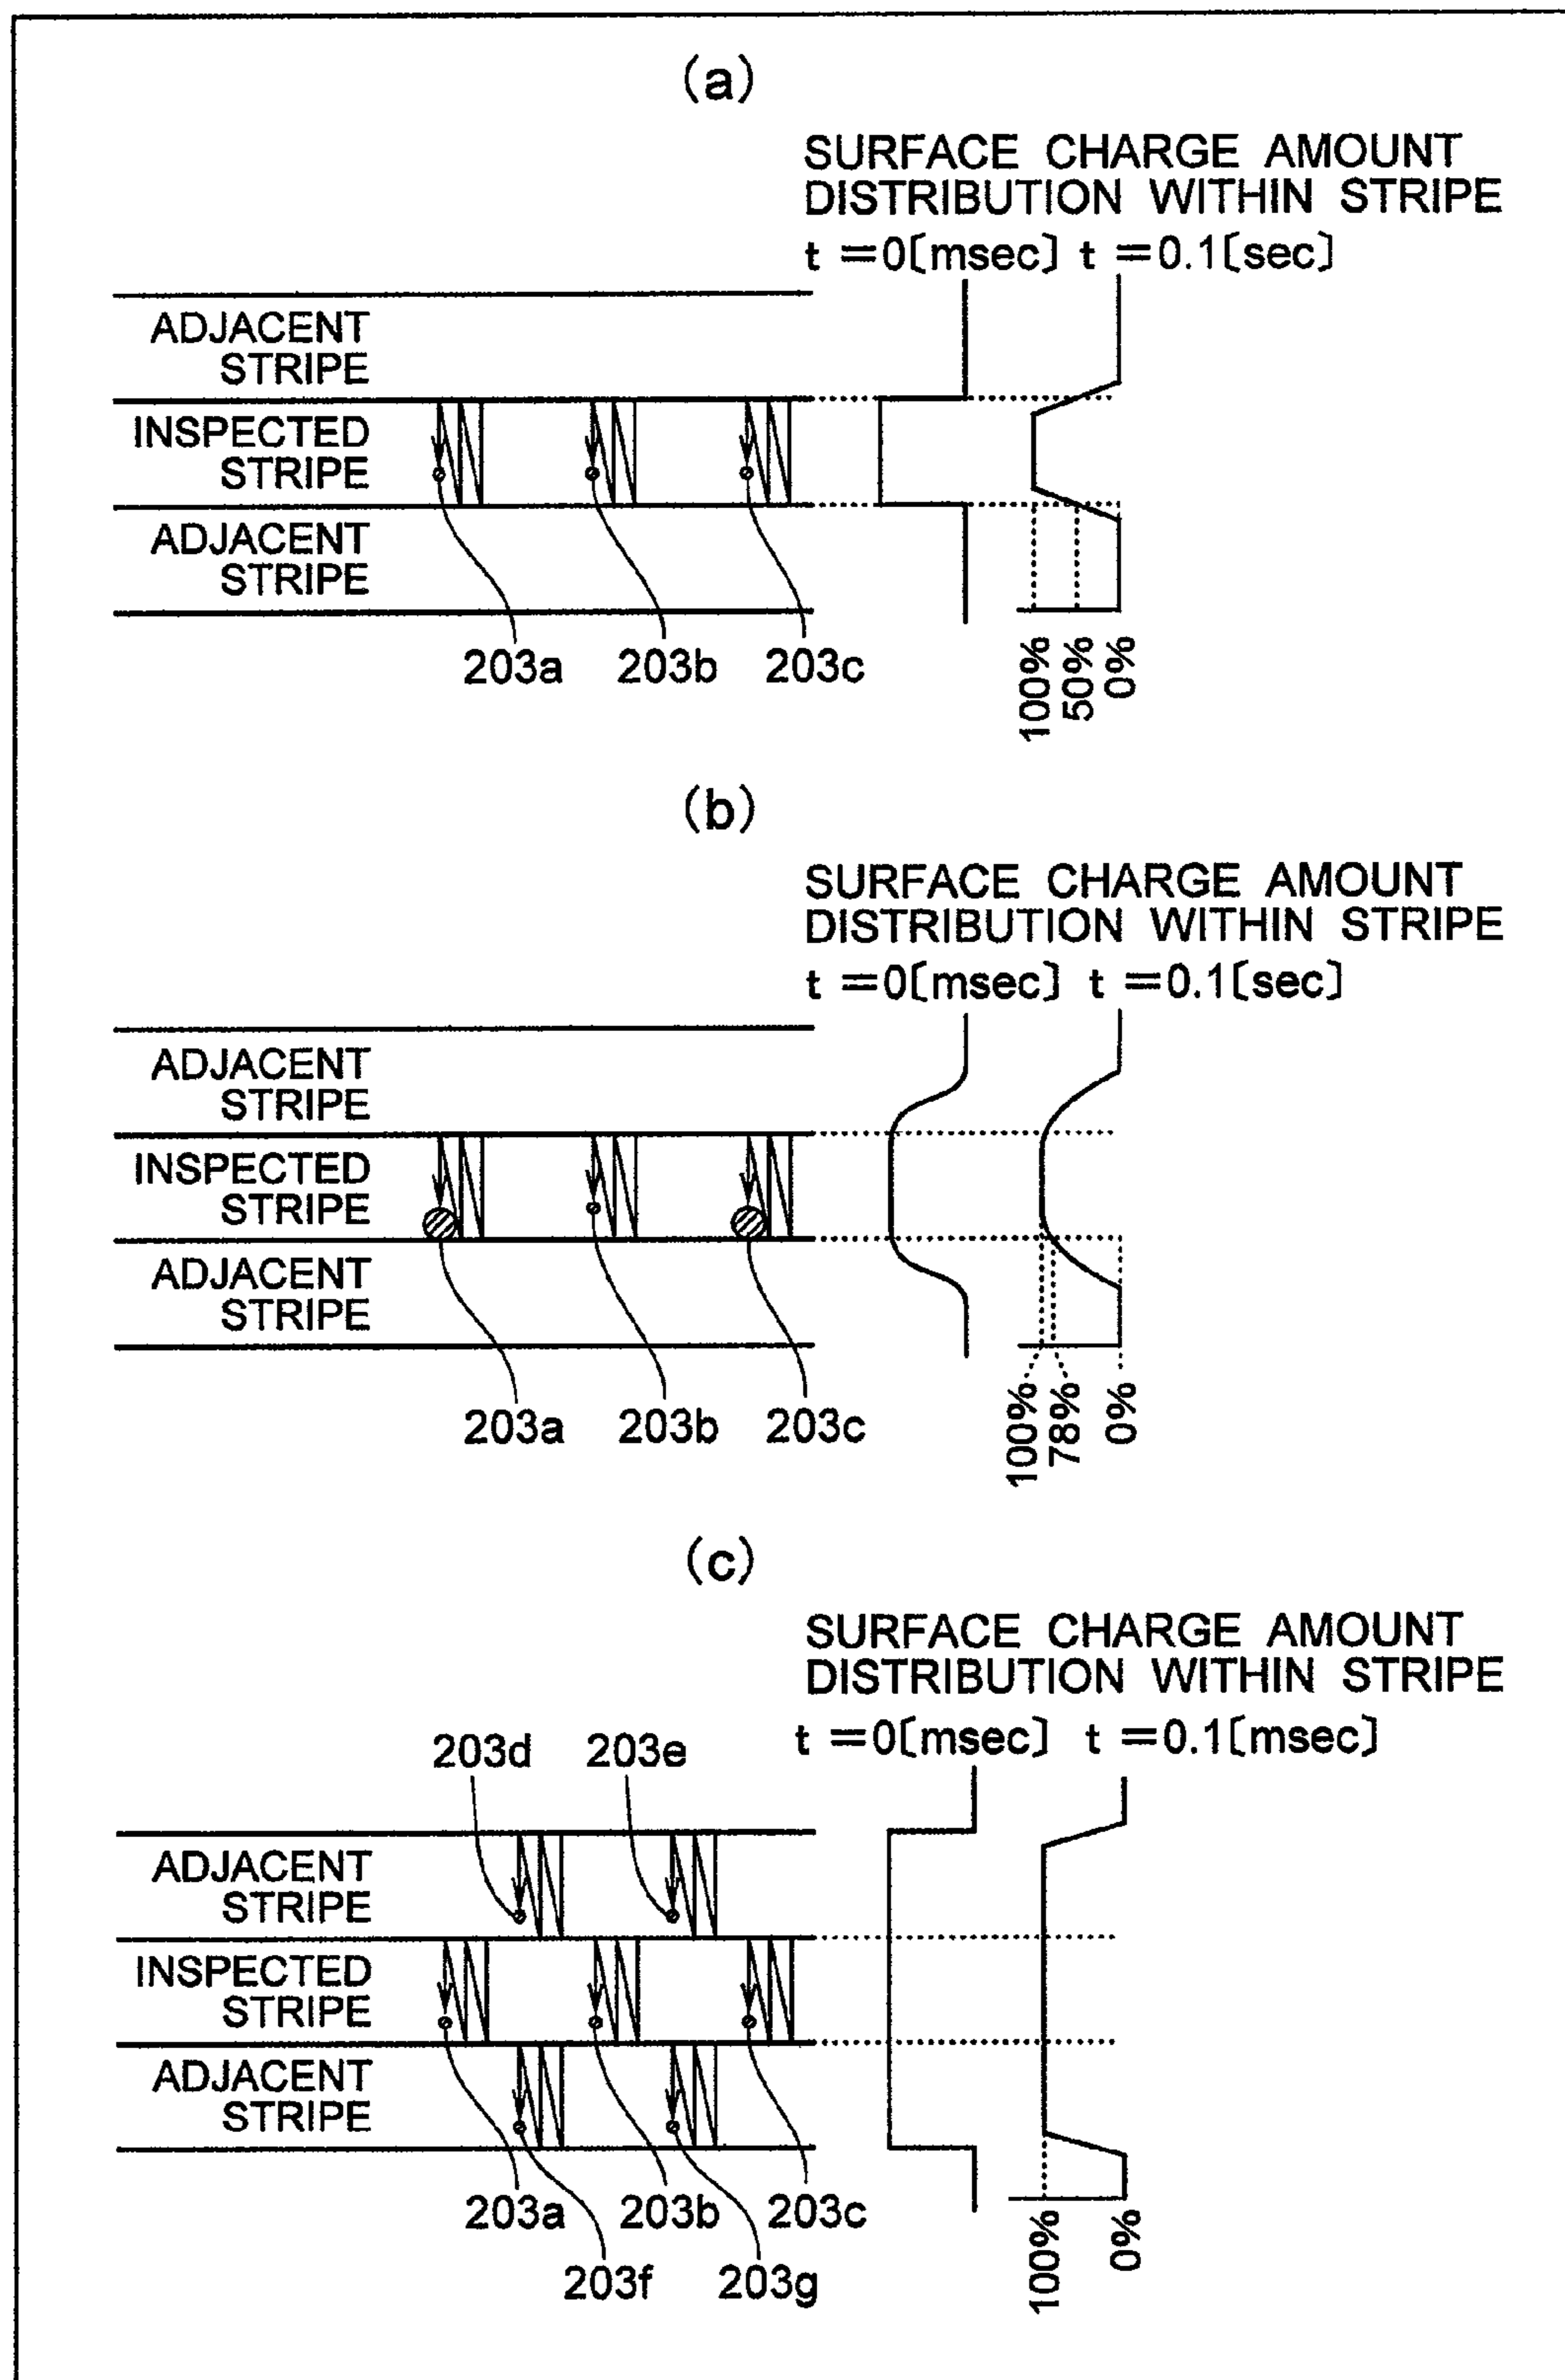 (a)
SURFACE CHARGE AMOUNT
DISTRIBUTION WITHIN STRIPE
t =0[msec] t =0.1[sec]
ADJACENT
STRIPE
INSPECTED
STRIPE
ADJACENT
STRIPE
203a 203b 203c
100% 50% 0%
(b)
SURFACE CHARGE AMOUNT
DISTRIBUTION WITHIN STRIPE
t =0[msec] t =0.1[sec]
ADJACENT
STRIPE
INSPECTED
STRIPE
ADJACENT
STRIPE
203a 203b 203c
100% 78% 0%
(c)
SURFACE CHARGE AMOUNT
DISTRIBUTION WITHIN STRIPE
t =0[msec] t =0.1[msec]
203d 203e
ADJACENT
STRIPE
INSPECTED
STRIPE
ADJACENT
STRIPE
203a 203b 203c
203f 203g
100% 0%